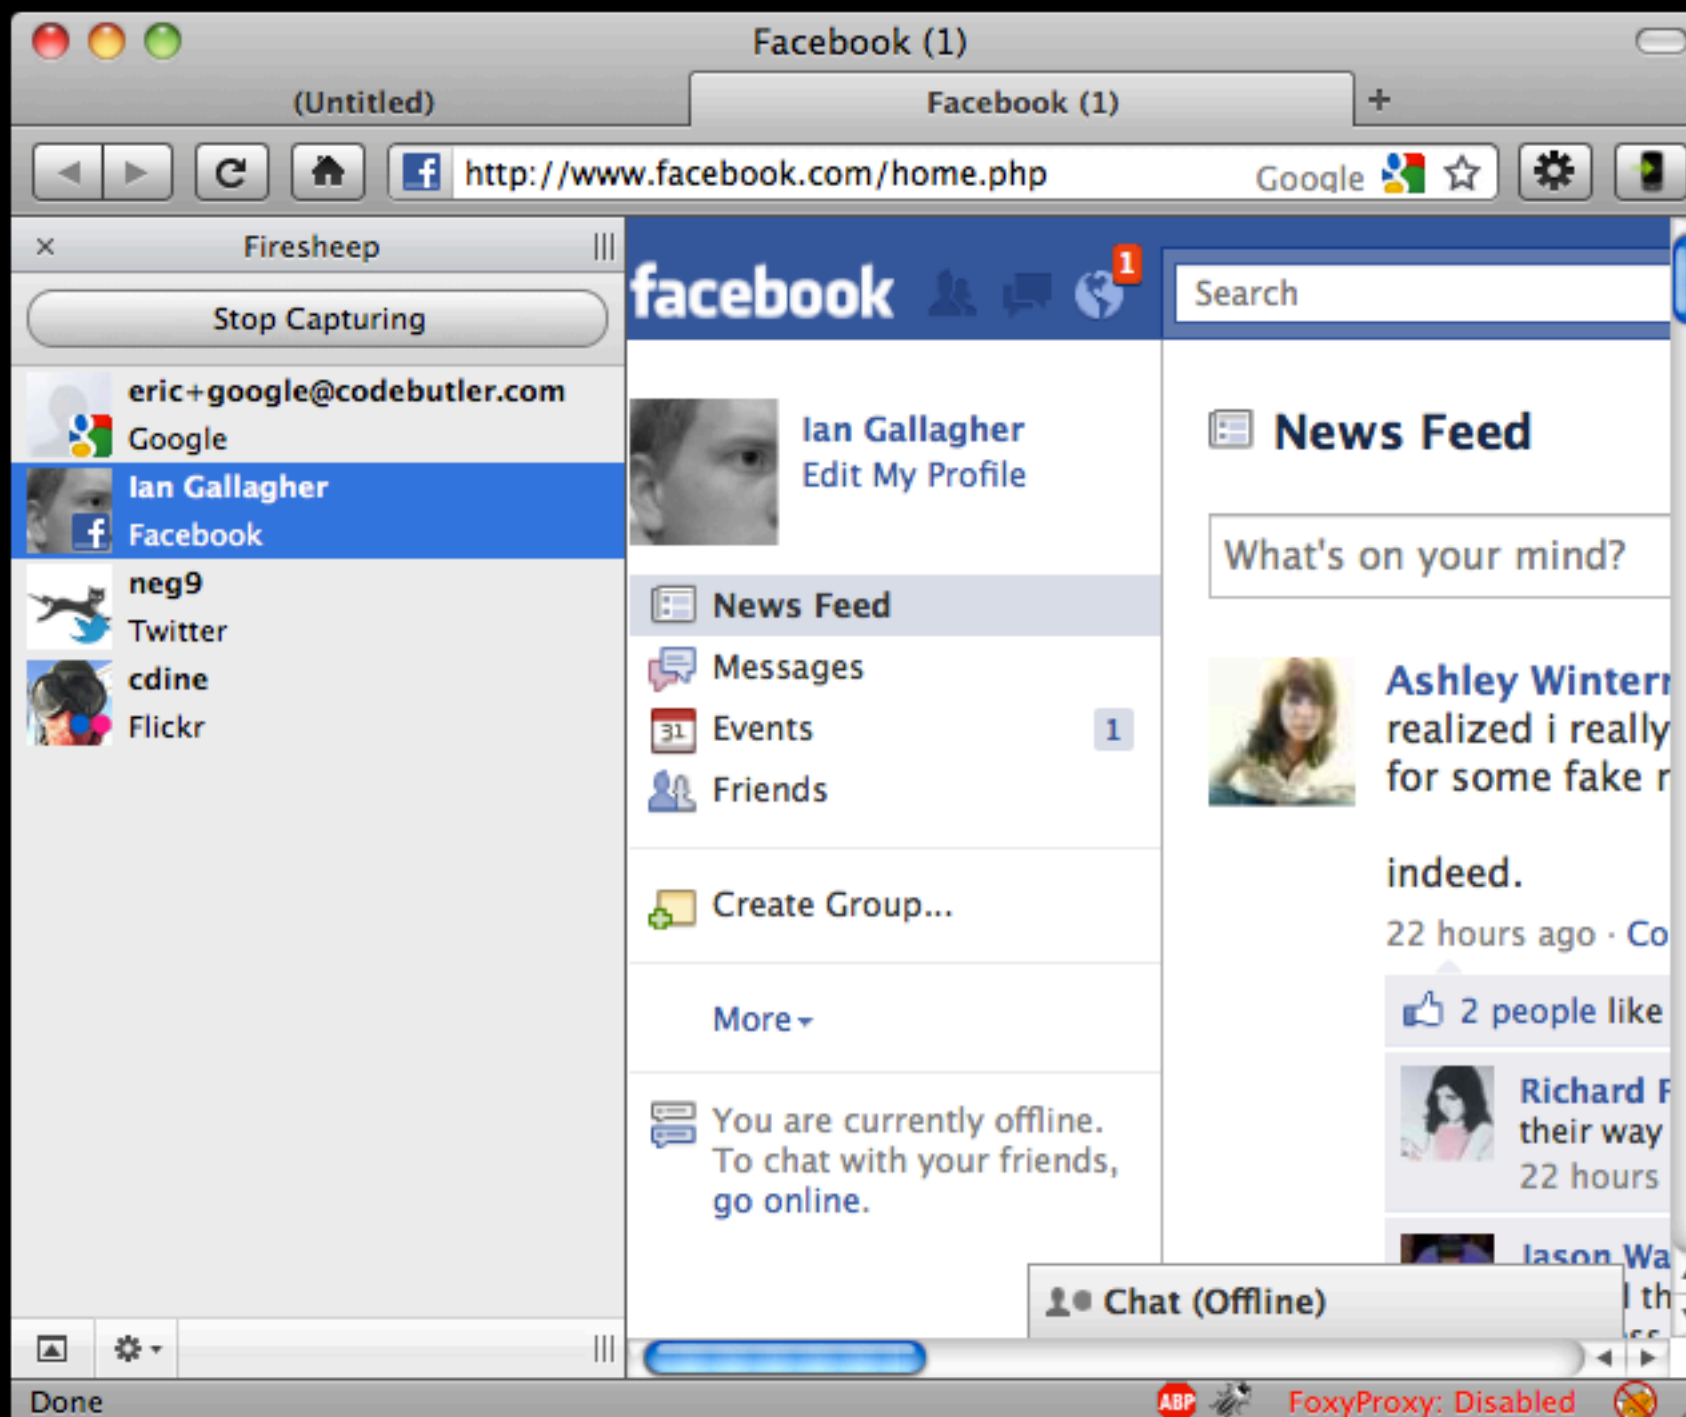 Facebook (1)
(Untitled)
Facebook (1)
http://www.facebook.com/home.php
Google
Firesheep
Stop Capturing
eric+google@codebutler.com
Google
Ian Gallagher
Facebook
neg9
Twitter
cdine
Flickr
facebook
1
Search
Ian Gallagher
Edit My Profile
News Feed
Messages
31
Events
1
Friends
Create Group...
More
You are currently offline.
To chat with your friends,
go online.
News Feed
What's on your mind?
Ashley
realized i really
for some fake
indeed.
22 hours ago ·
2 people like
Richard
their way
22 hours
Jason
Chat (Offline)
Done
ABP
FoxyProxy: Disabled